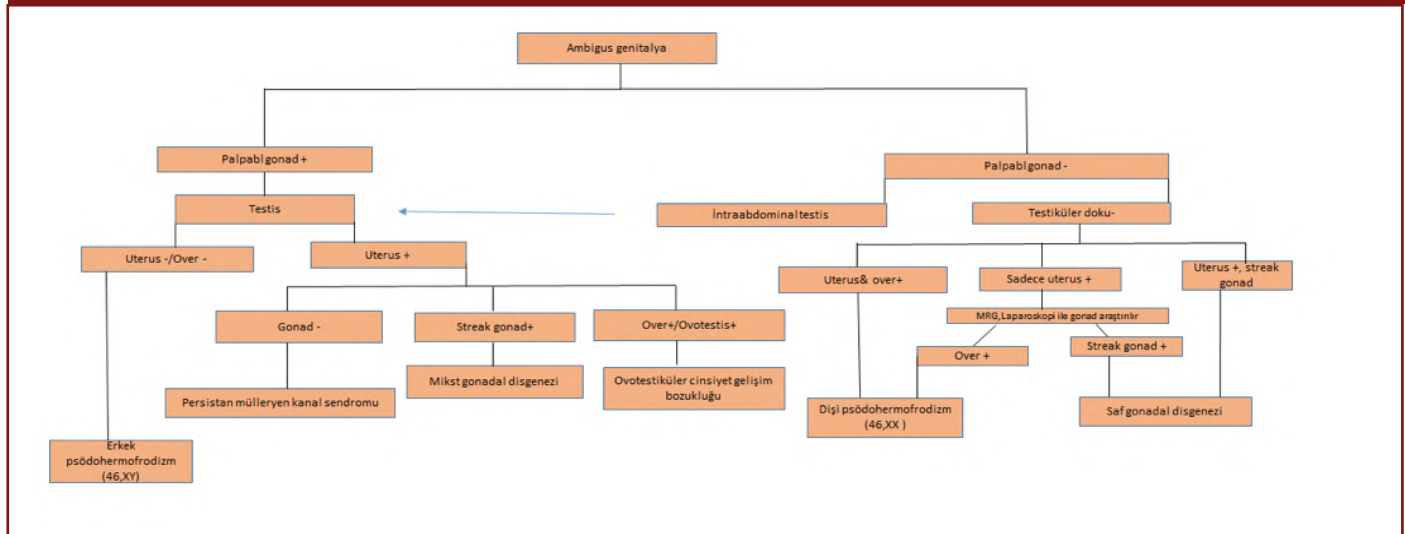 Ambigus genitalya
Palpabl gonad +
Palpabl gonad -
Testis
İntraabdominal testis
Testiküler doku-
Uterus -/Over -
Uterus +
Uterus& over+
Sadece uterus +
Uterus +, streak
gonad
MRG,Laparoskopi ile gonad araştırılır
Gonad -
Streak gonad+
Over+/Ovotestis+
Over +
Streak gonad +
Persistan mülleryen kanal sendromu
Mikst gonadal disgenezi
Ovotestiküler cinsiyet gelişim
bozukluğu
Dişi psödohermofrodizm
(46,XX )
Saf gonadal disgenezi
Erkek
psödohermofrodizm
(46,XY)